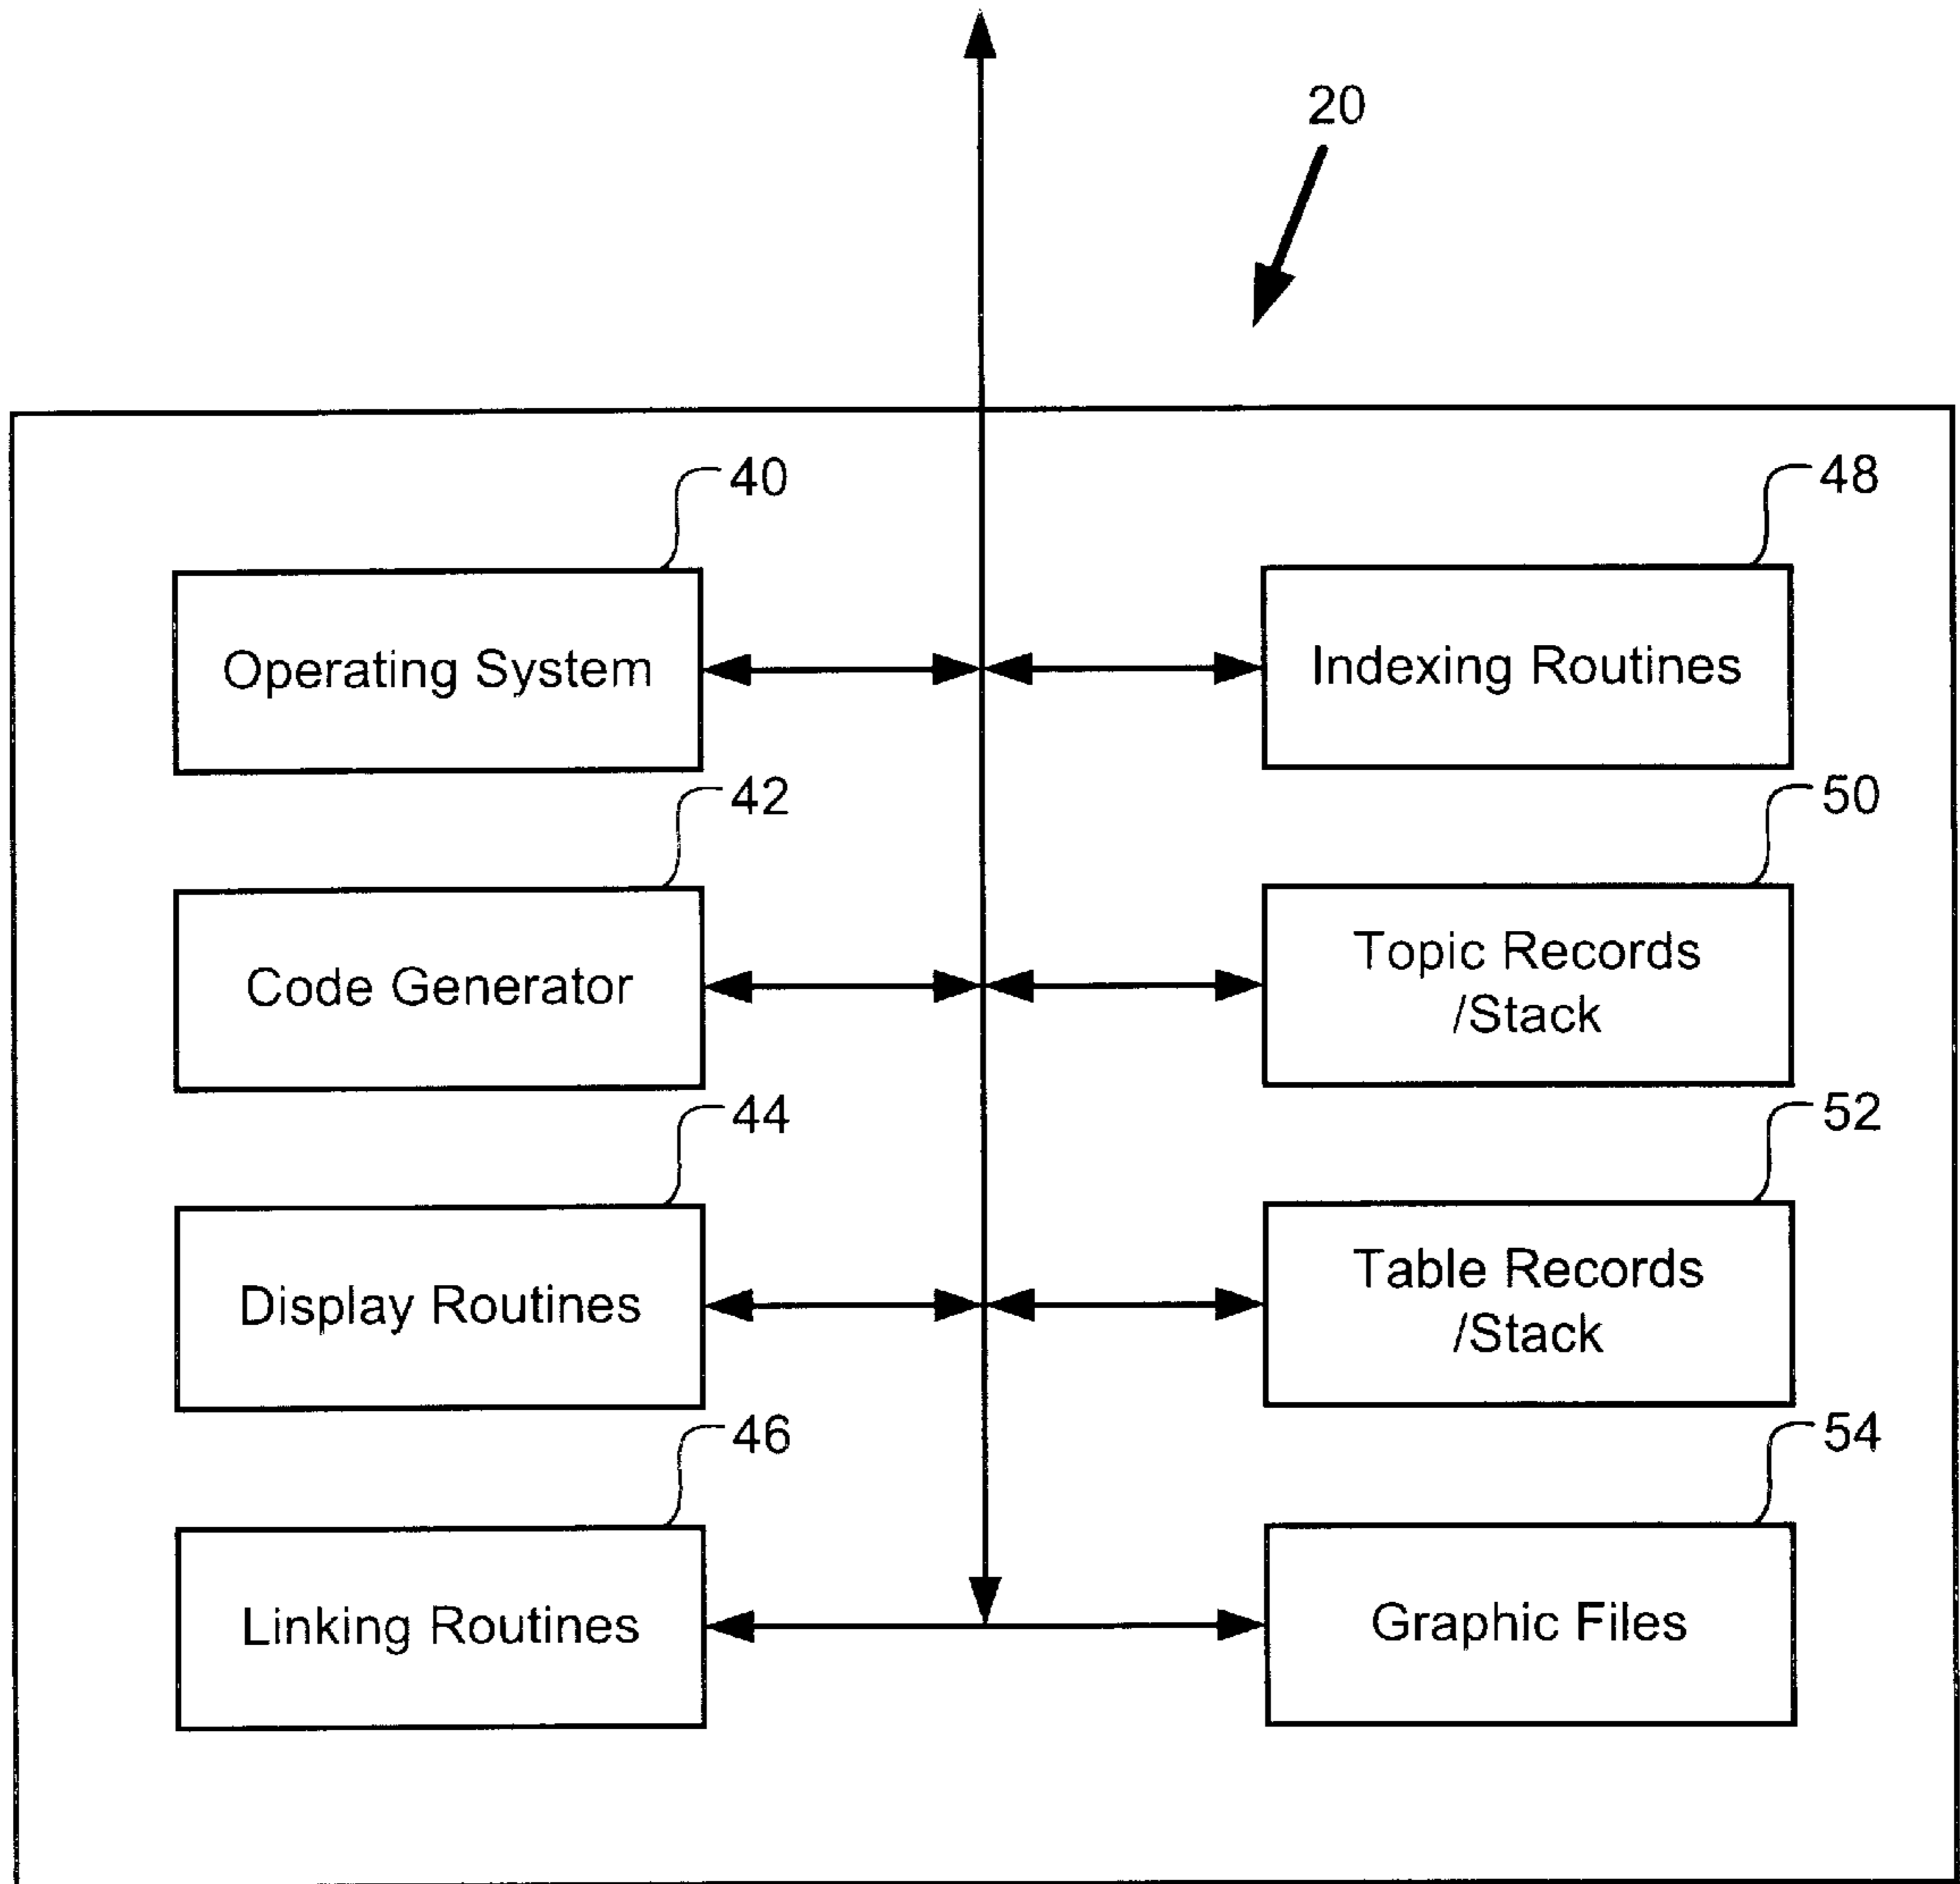 20
40
Operating System
48
Indexing Routines
42
Code Generator
50
Topic Records
/Stack
44
Display Routines
52
Table Records
/Stack
46
Linking Routines
54
Graphic Files